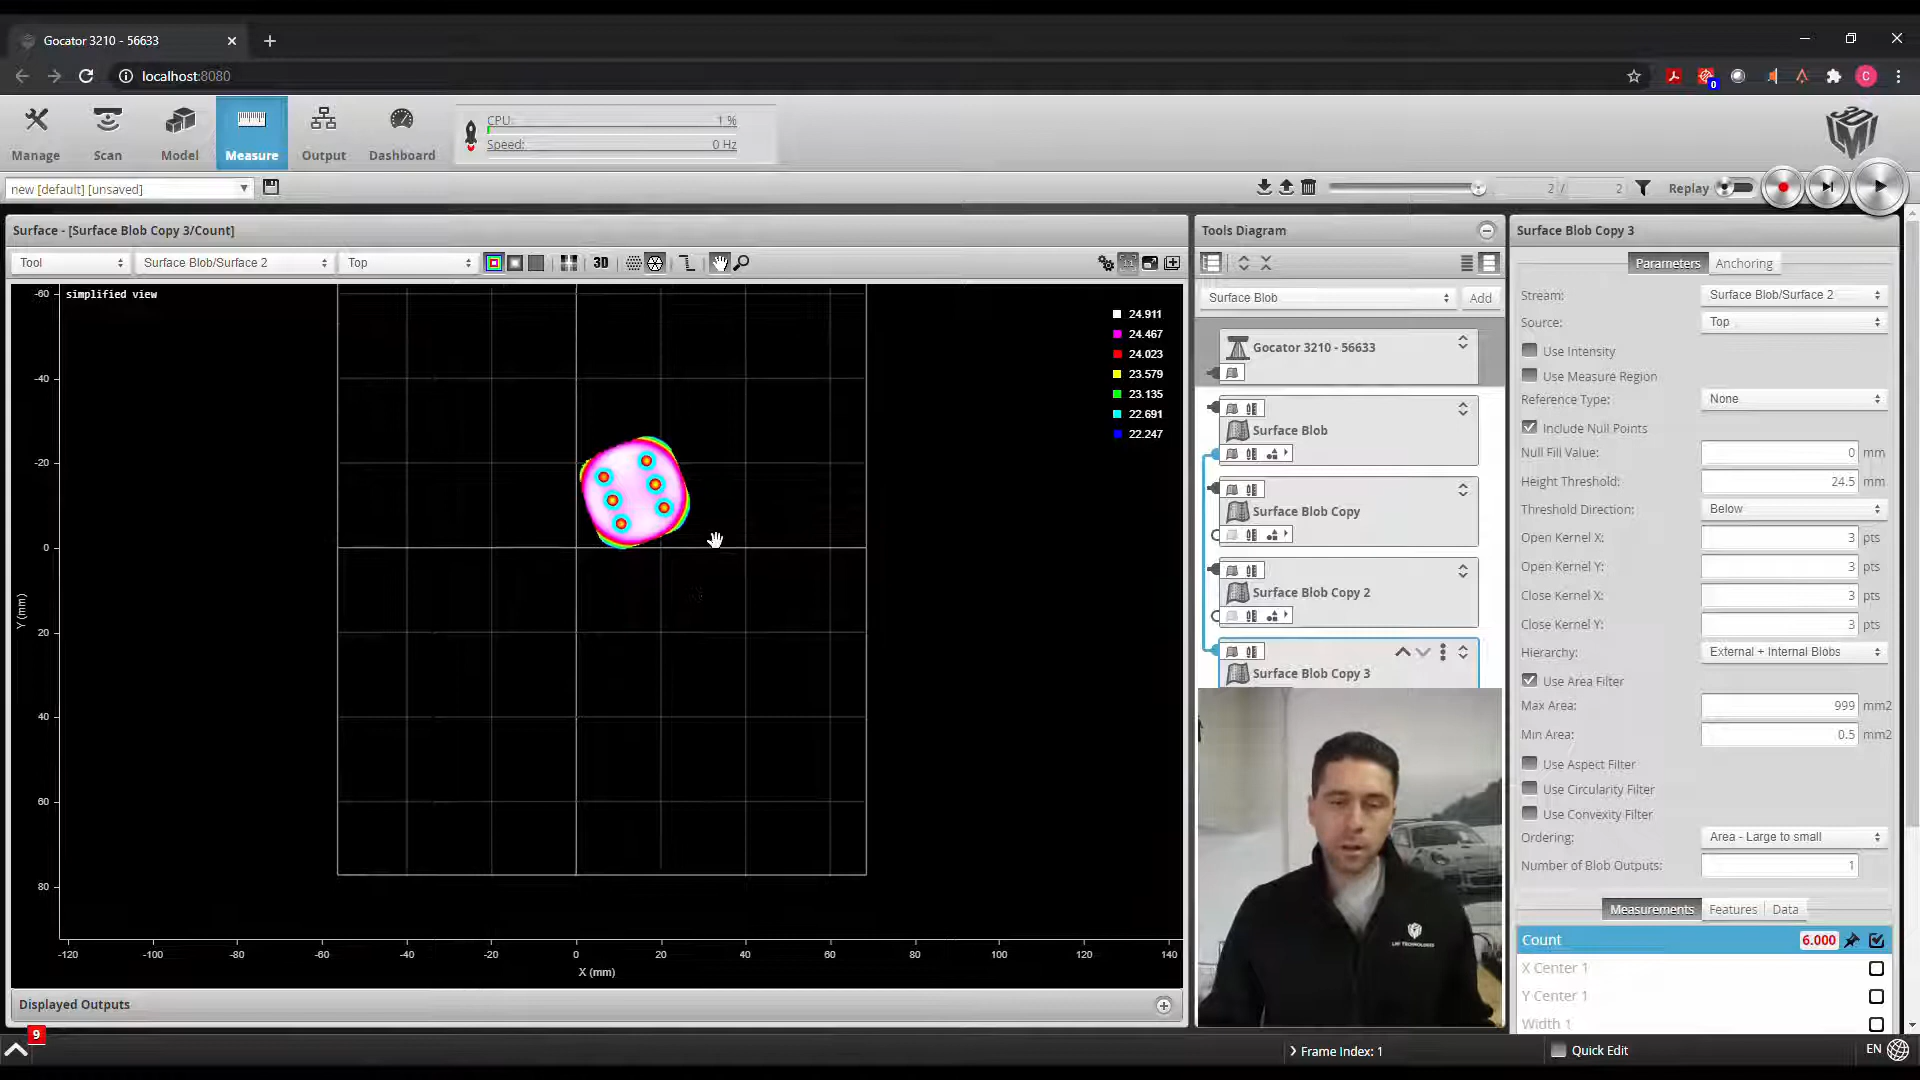 Gocator 3210 - 56633
localhost:8080
0
C
Manage
Scan
Model
Measure
Output
Dashboard
CPU: 1 %
Speed: 0 Hz
3D
new [default] [unsaved]
2 / 2
Replay
Surface - [Surface Blob Copy 3/Count]
Tool
Surface Blob/Surface 2
Top
3D
simplified view
24.911
24.467
24.023
23.579
23.135
22.691
22.247
-60
-40
-20
0
20
40
60
80
Y (mm)
-120
-100
-80
-60
-40
-20
0
20
40
60
80
100
120
140
X (mm)
Displayed Outputs
9
Tools Diagram
Surface Blob
Add
Gocator 3210 - 56633
Surface Blob
Surface Blob Copy
Surface Blob Copy 2
Surface Blob Copy 3
LMI TECHNOLOGIES
Surface Blob Copy 3
Parameters
Anchoring
Stream: Surface Blob/Surface 2
Source: Top
Use Intensity
Use Measure Region
Reference Type: None
Include Null Points
Null Fill Value: 0 mm
Height Threshold: 24.5 mm
Threshold Direction: Below
Open Kernel X: 3 pts
Open Kernel Y: 3 pts
Close Kernel X: 3 pts
Close Kernel Y: 3 pts
Hierarchy: External + Internal Blobs
Use Area Filter
Max Area: 999 mm2
Min Area: 0.5 mm2
Use Aspect Filter
Use Circularity Filter
Use Convexity Filter
Ordering: Area - Large to small
Number of Blob Outputs: 1
Measurements
Features
Data
Count 6.000
X Center 1
Y Center 1
Width 1
Frame Index: 1
Quick Edit
EN